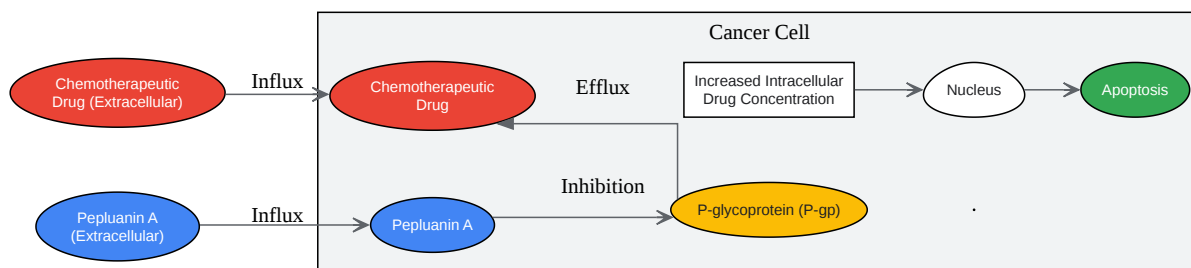 Cancer Cell
Chemotherapeutic
Drug (Extracellular)
Influx
Chemotherapeutic
Drug
Efflux
Increased Intracellular
Drug Concentration
Nucleus
Apoptosis
Pepluanin A
(Extracellular)
Influx
Pepluanin A
Inhibition
P-glycoprotein (P-gp)
.